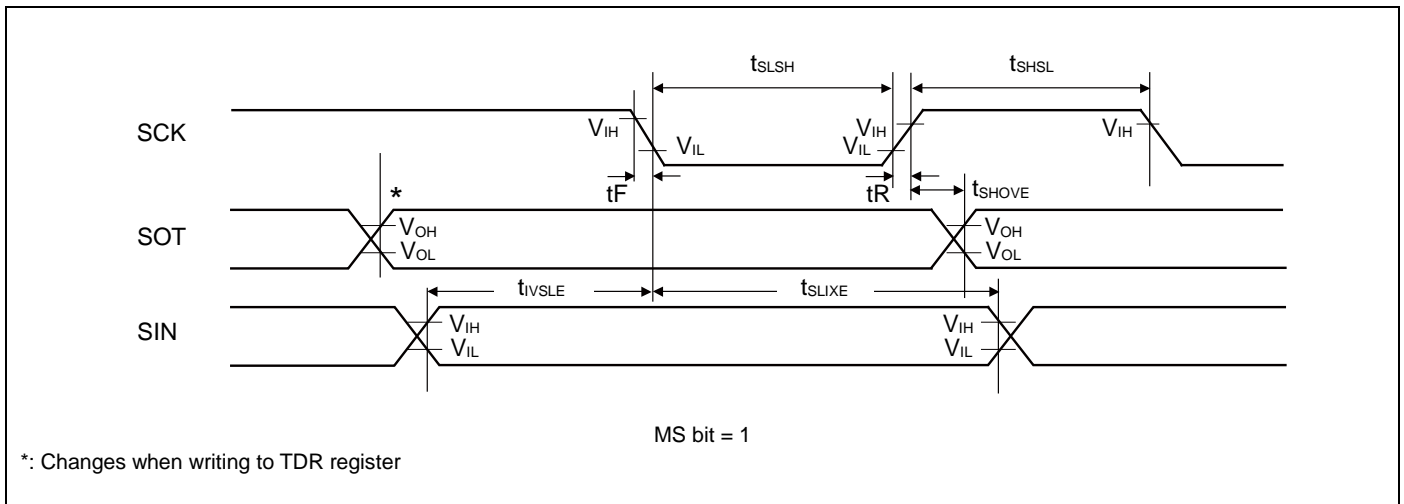 tSLSH tSHSL
SCK VIH VIL VIH VIL VIH
tF tR tSHOVE
*
SOT VOH VOL VOH VOL
tIVSLE tSLIXE
SIN VIH VIL VIH VIL
MS bit = 1
*: Changes when writing to TDR register